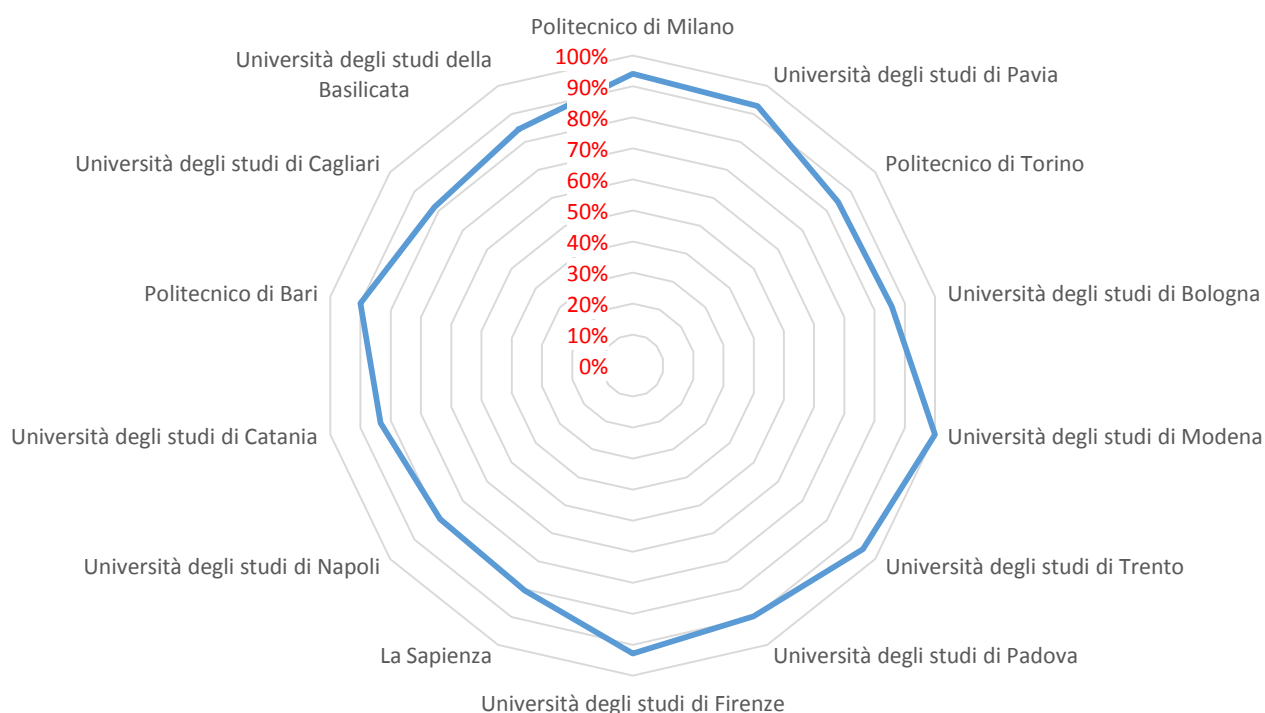 Politecnico di Milano
Università degli studi di Pavia
Politecnico di Torino
Università degli studi di Bologna
Università degli studi di Modena
Università degli studi di Trento
Università degli studi di Padova
Università degli studi di Firenze
La Sapienza
Università degli studi di Napoli
Università degli studi di Catania
Politecnico di Bari
Università degli studi di Cagliari
Università degli studi della
Basilicata
100%
90%
80%
70%
60%
50%
40%
30%
20%
10%
0%